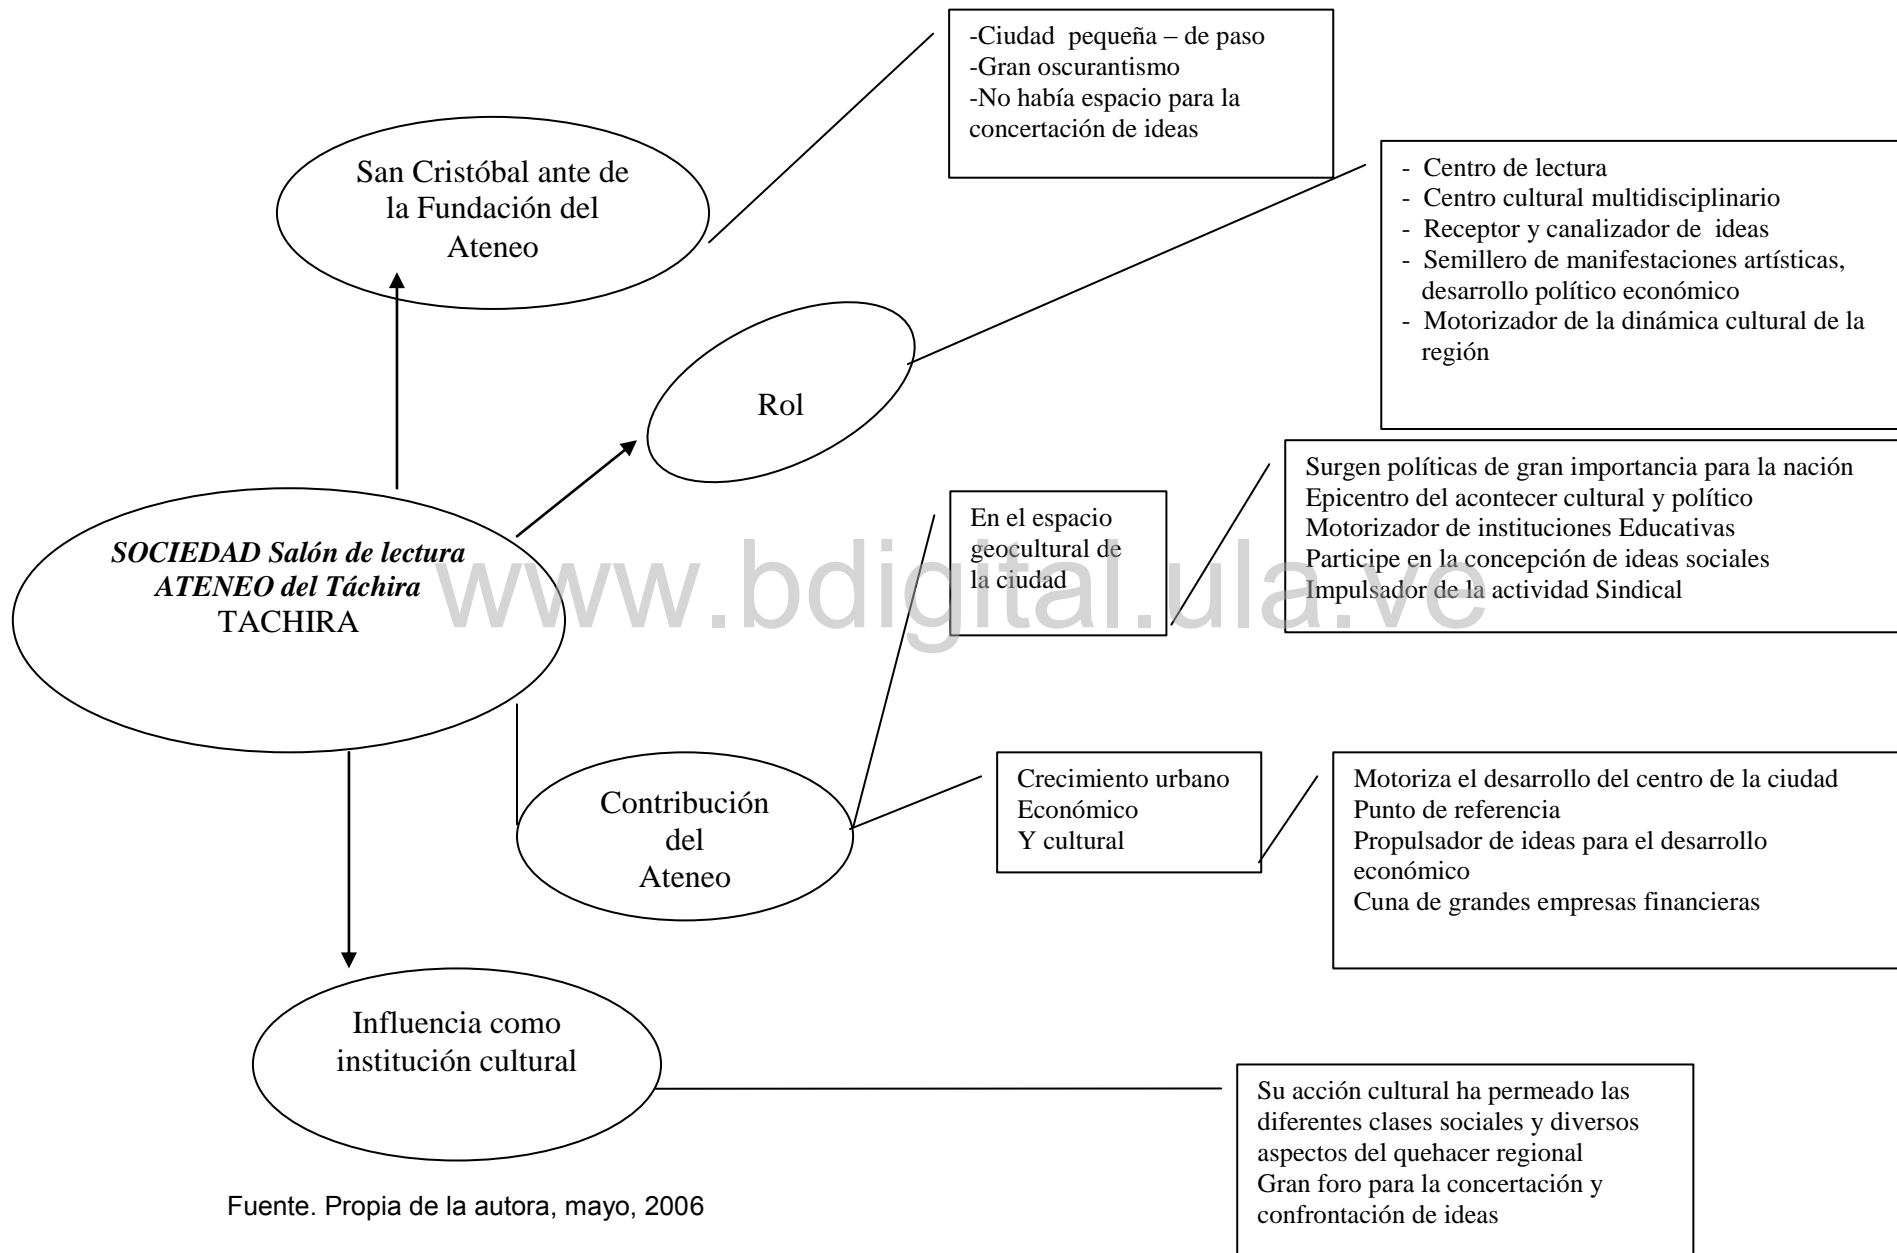 -Ciudad pequeña – de paso
-Gran oscurantismo
-No había espacio para la
concertación de ideas
San Cristóbal ante de
la Fundación del
Ateneo
- Centro de lectura
- Centro cultural multidisciplinario
- Receptor y canalizador de ideas
- Semillero de manifestaciones artísticas,
desarrollo político económico
- Motorizador de la dinámica cultural de la
región
Rol
Surgen políticas de gran importancia para la nación
Epicentro del acontecer cultural y político
Motorizador de instituciones Educativas
Participe en la concepción de ideas sociales
Impulsador de la actividad Sindical
En el espacio
geocultural de
la ciudad
SOCIEDAD Salón de lectura
ATENEO del Táchira
TACHIRA
www.bdigital.ula.ve
Contribución
del
Ateneo
Crecimiento urbano
Económico
Y cultural
Motoriza el desarrollo del centro de la ciudad
Punto de referencia
Propulsador de ideas para el desarrollo
económico
Cuna de grandes empresas financieras
Influencia como
institución cultural
Su acción cultural ha permeado las
diferentes clases sociales y diversos
aspectos del quehacer regional
Gran foro para la concertación y
confrontación de ideas
Fuente. Propia de la autora, mayo, 2006